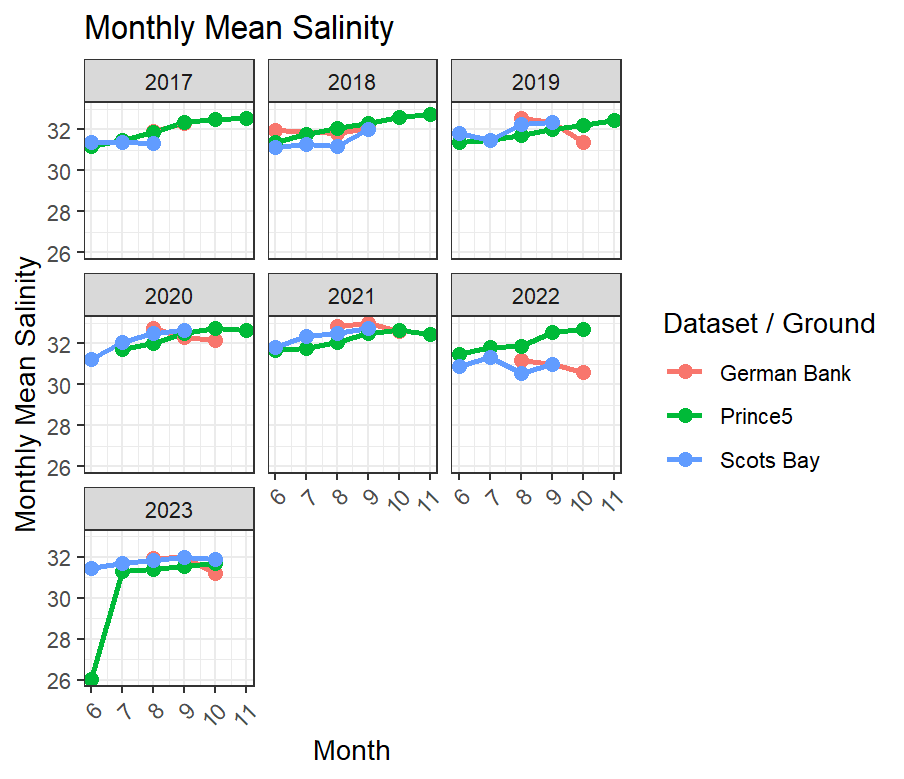 Monthly Mean Salinity
2017 2018 2019
32
30
28
26
2020 2021 2022
32
30
28
26
6 7 8 9 10 11 6 7 8 9 10 11
2023
32
30
28
26
6 7 8 9 10 11
Month
Monthly Mean Salinity
Dataset / Ground
German Bank
Prince5
Scots Bay